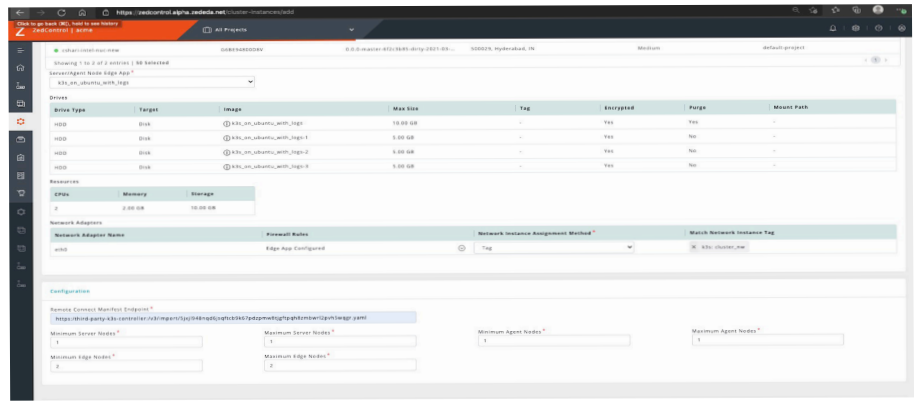 https://zedcontrol.alpha.zededa.net/cluster-instances/add
Click to go back (⌘[), hold to see history
ZedControl | acme
All Projects
Medium
default-project
500029, Hyderabad, IN
Showing 1 to 2 of 2 entries | 50 Selected
Server/Agent Node Edge App *
k3s_on_ubuntu_with_logs
Drives
Drive Type Target Image Max Size Tag Encrypted Purge Mount Path
HDD Disk k3s_on_ubuntu_with_logs 10.00 GB - Yes Yes -
HDD Disk k3s_on_ubuntu_with_logs-1 5.00 GB - Yes No -
HDD Disk k3s_on_ubuntu_with_logs-2 5.00 GB - Yes No -
HDD Disk k3s_on_ubuntu_with_logs-3 5.00 GB - Yes No -
Resources
CPUs Memory Storage
2 2.00 GB 10.00 GB
Network Adapters
Network Adapter Name Firewall Rules Network Instance Assignment Method * Match Network Instance Tag
eth0 Edge App Configured Tag k3s: cluster_nw
Configuration
Remote Connect Manifest Endpoint *
Minimum Server Nodes * Maximum Server Nodes * Minimum Agent Nodes * Maximum Agent Nodes *
1 1 1 1
Minimum Edge Nodes * Maximum Edge Nodes *
2 2